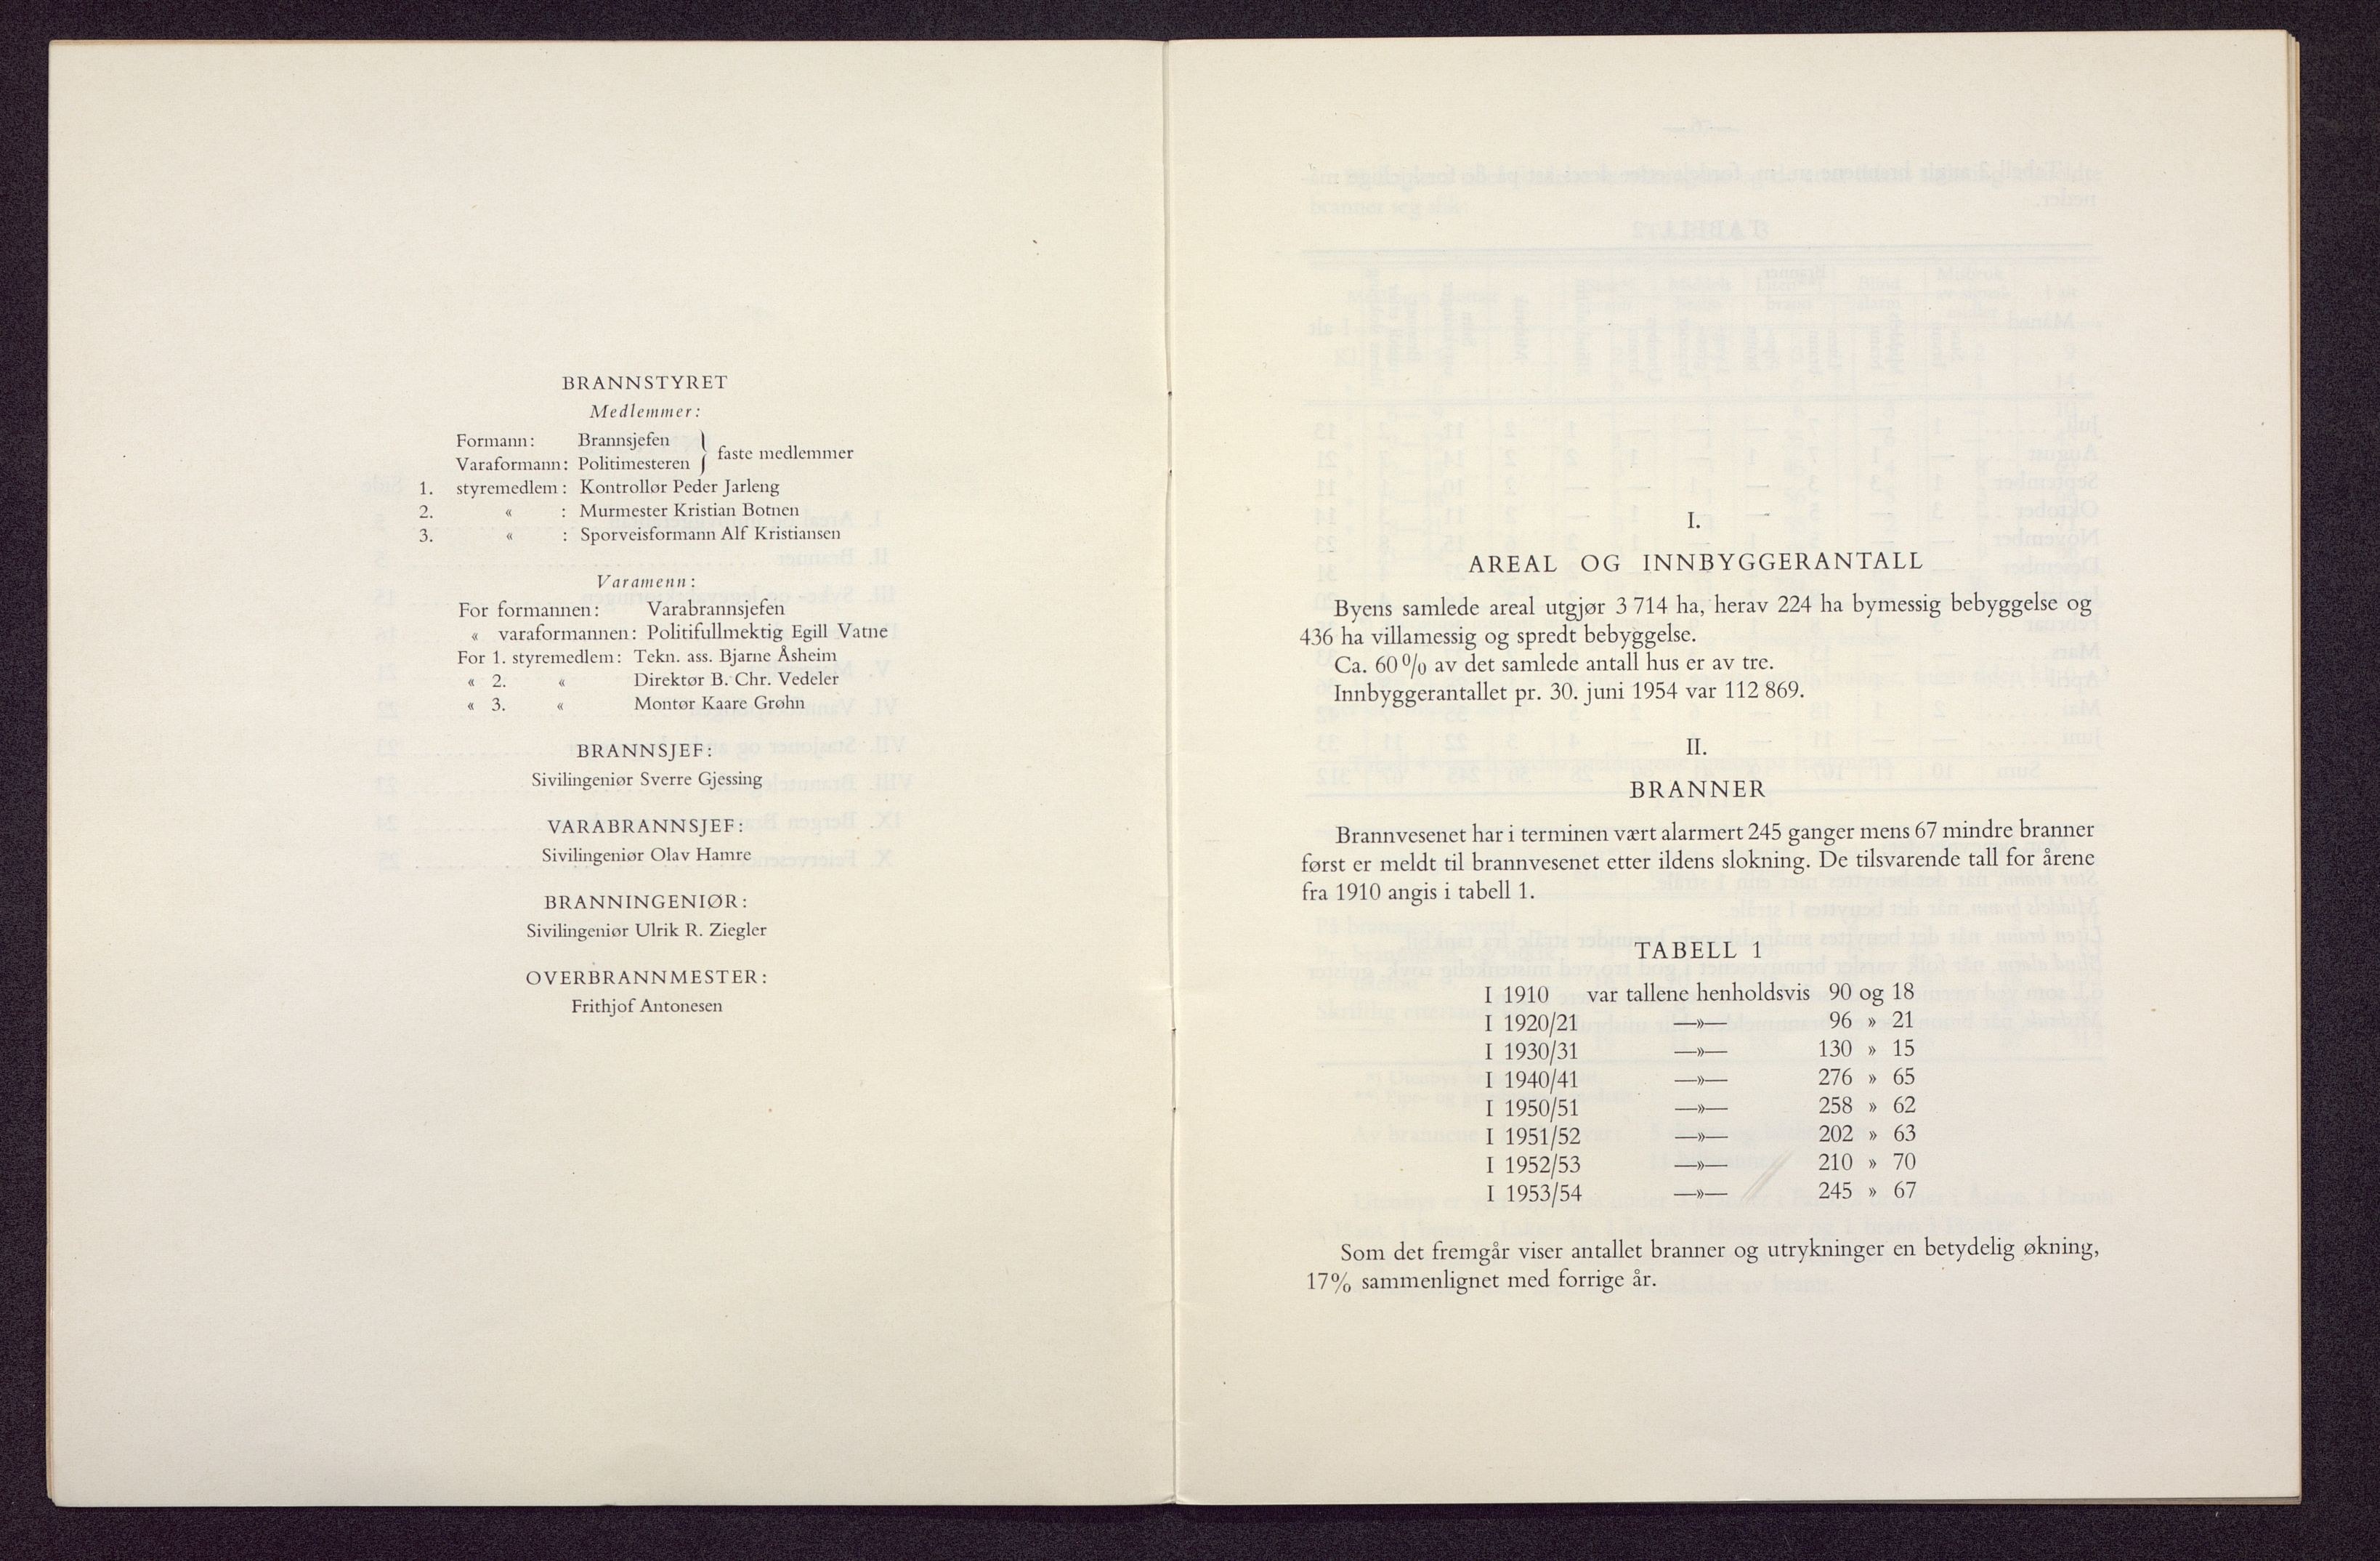 BRANNSTYRET
Medlemmer:
Formann: Brannsjefen
Varaformann: Politimesteren } faste medlemmer
1. styremedlem: Kontrollør Peder Jarleng
2. « : Murmester Kristian Botnen
3. « : Sporveisformann Alf Kristiansen
Varamenn:
For formannen: Varabrannsjefen
« varaformannen: Politifullmektig Egill Vatne
For 1. styremedlem: Tekn. ass. Bjarne Åsheim
« 2. « Direktør B. Chr. Vedeler
« 3. « Montør Kaare Grøhn
BRANNSJEF:
Sivilingeniør Sverre Gjessing
VARABRANNSJEF:
Sivilingeniør Olav Hamre
BRANNINGENIØR:
Sivilingeniør Ulrik R. Ziegler
OVERBRANNMESTER:
Frithjof Antonesen
I.
AREAL OG INNBYGGERANTALL
Byens samlede areal utgjør 3 714 ha, herav 224 ha bymessig bebyggelse og
436 ha villamessig og spredt bebyggelse.
Ca. 60 % av det samlede antall hus er av tre.
Innbyggerantallet pr. 30. juni 1954 var 112 869.
II.
BRANNER
Brannvesenet har i terminen vært alarmert 245 ganger mens 67 mindre branner
først er meldt til brannvesenet etter ildens slokning. De tilsvarende tall for årene
fra 1910 angis i tabell 1.
TABELL 1
I 1910 var tallene henholdsvis 90 og 18
I 1920/21 —»— 96 » 21
I 1930/31 —»— 130 » 15
I 1940/41 —»— 276 » 65
I 1950/51 —»— 258 » 62
I 1951/52 —»— 202 » 63
I 1952/53 —»— 210 » 70
I 1953/54 —»— 245 » 67
Som det fremgår viser antallet branner og utrykninger en betydelig økning,
17% sammenlignet med forrige år.